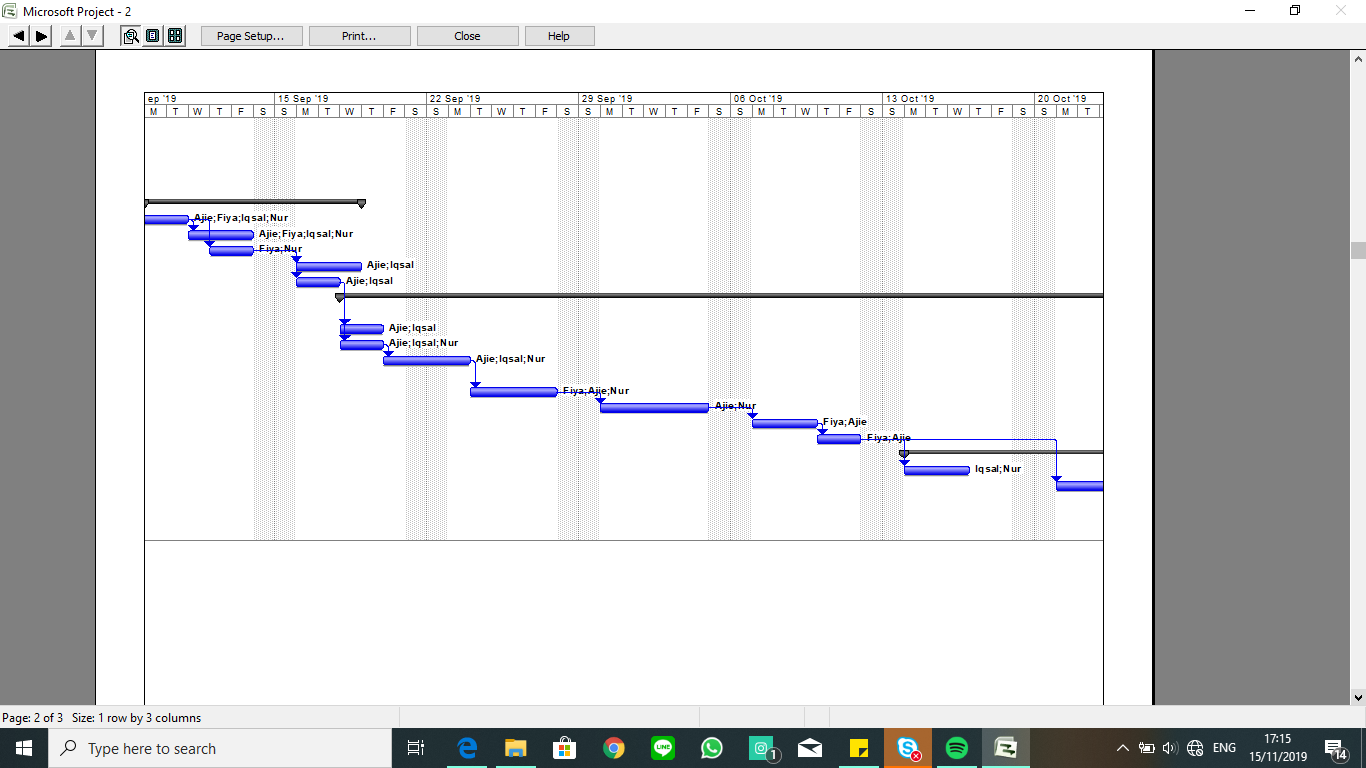 Microsoft Project - 2
Page Setup... Print... Close Help
ep '19 15 Sep '19 22 Sep '19 29 Sep '19 06 Oct '19 13 Oct '19 20 Oct '19
M T W T F S S M T W T F S S M T W T F S S M T W T F S S M T W T F S S M T W T F S S M T
Ajie;Fiya;Iqsal;Nur
Ajie;Fiya;Iqsal;Nur
Fiya;Nur
Ajie;Iqsal
Ajie;Iqsal
Ajie;Iqsal
Ajie;Iqsal;Nur
Ajie;Iqsal;Nur
Fiya;Ajie;Nur
Ajie;Nur
Fiya;Ajie
Fiya;Ajie
Iqsal;Nur
Page: 2 of 3 Size: 1 row by 3 columns
Type here to search
LINE
1
ENG
17:15
15/11/2019
14